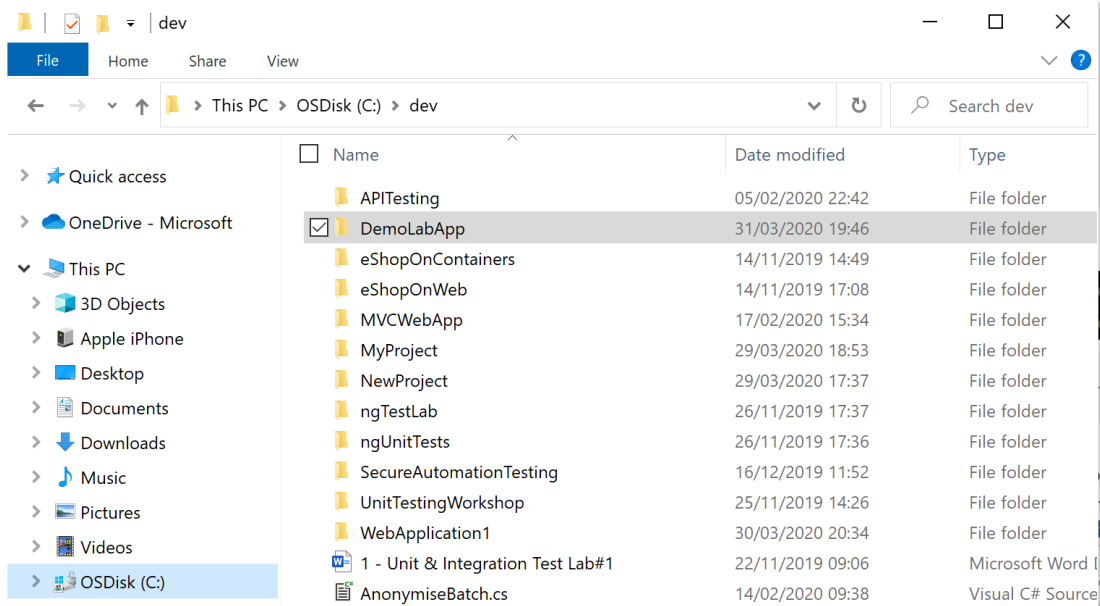 dev
File Home Share View
This PC OSDisk (C:) dev Search dev
Name Date modified Type
Quick access
OneDrive - Microsoft
This PC
3D Objects
Apple iPhone
Desktop
Documents
Downloads
Music
Pictures
Videos
OSDisk (C:)
APITesting 05/02/2020 22:42 File folder
DemoLabApp 31/03/2020 19:46 File folder
eShopOnContainers 14/11/2019 14:49 File folder
eShopOnWeb 14/11/2019 17:08 File folder
MVCWebApp 17/02/2020 15:34 File folder
MyProject 29/03/2020 18:53 File folder
NewProject 29/03/2020 17:37 File folder
ngTestLab 26/11/2019 17:37 File folder
ngUnitTests 26/11/2019 17:36 File folder
SecureAutomationTesting 16/12/2019 11:52 File folder
UnitTestingWorkshop 25/11/2019 14:26 File folder
WebApplication1 30/03/2020 20:34 File folder
1 - Unit & Integration Test Lab#1 22/11/2019 09:06 Microsoft Word
AnonymiseBatch.cs 14/02/2020 09:38 Visual C# Source